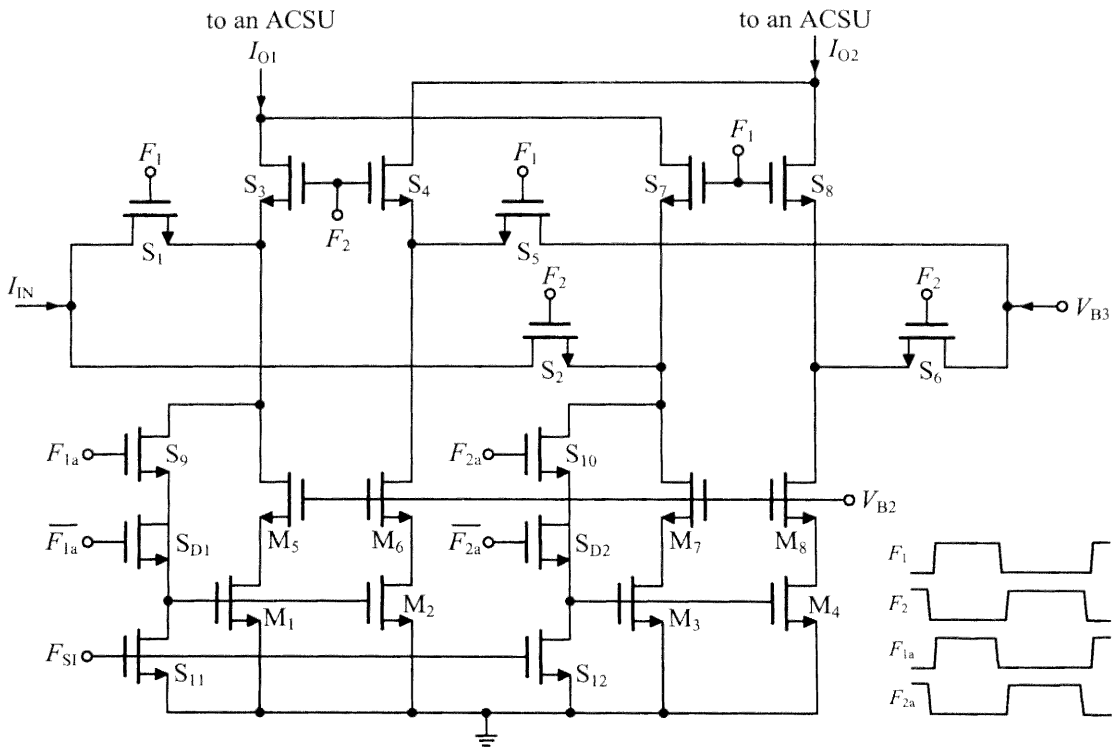 to an ACSU
to an ACSU
I_O1
I_O2
F_1
F_1
F_1
S_3
S_4
S_7
S_8
F_2
S_1
S_5
F_2
F_2
I_IN
V_B3
S_2
S_6
F_1a
S_9
F_2a
S_10
V_B2
M_5
M_6
M_7
M_8
\overline{F_1a}
S_D1
\overline{F_2a}
S_D2
M_1
M_2
M_3
M_4
F_SI
S_11
S_12
F_1
F_2
F_1a
F_2a